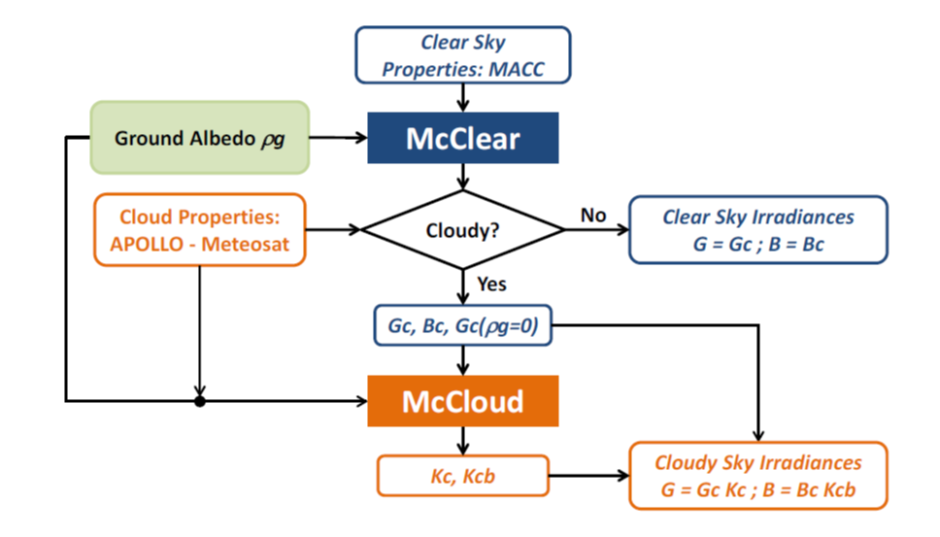 Clear Sky
Properties: MACC
Ground Albedo ρg
McClear
Cloud Properties:
APOLLO - Meteosat
Cloudy?
No
Clear Sky Irradiances
G = Gc ; B = Bc
Yes
Gc, Bc, Gc(ρg=0)
McCloud
Kc, Kcb
Cloudy Sky Irradiances
G = Gc Kc ; B = Bc Kcb